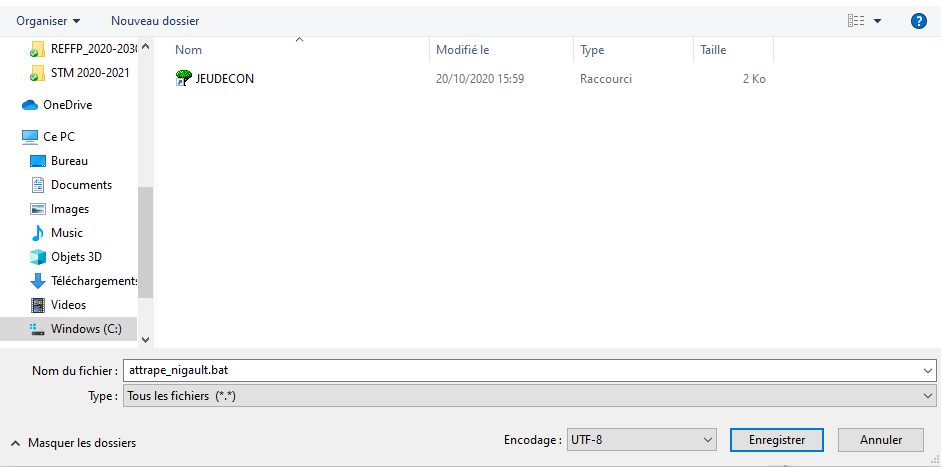 Organiser Nouveau dossier
Nom Modifié le Type Taille
REFFP_2020-2030
STM 2020-2021
OneDrive
Ce PC
Bureau
Documents
Images
Music
Objets 3D
Téléchargements
Videos
Windows (C:)
JEUDECON 20/10/2020 15:59 Raccourci 2 Ko
Nom du fichier : attrape_nigault.bat
Type : Tous les fichiers (*.*)
Masquer les dossiers Encodage : UTF-8 Enregistrer Annuler